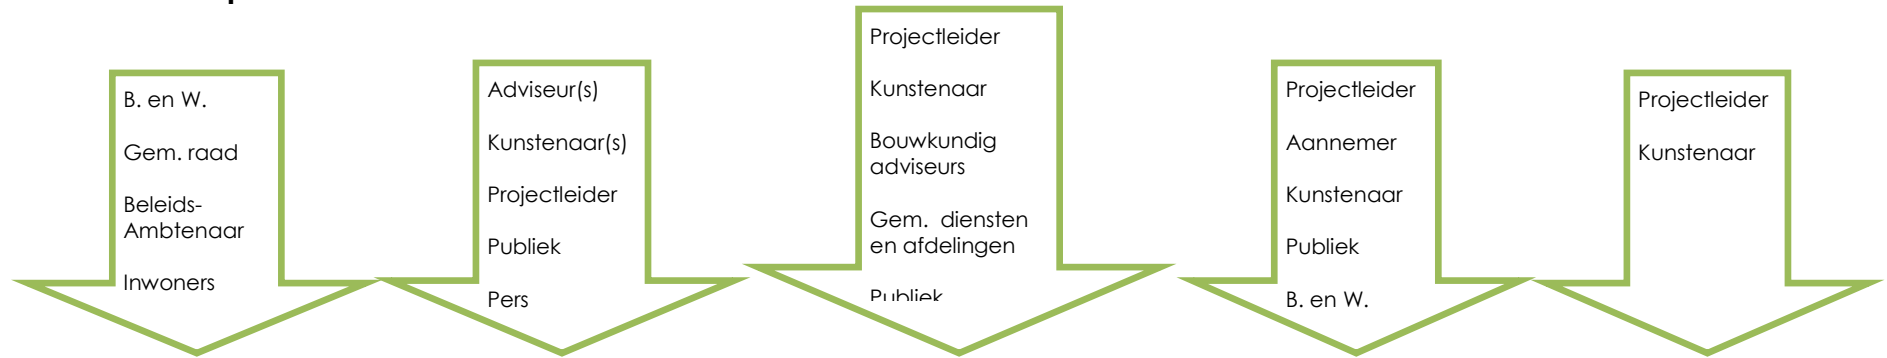 B. en W.
Gem. raad
Beleids-
Ambtenaar
Inwoners
Adviseur(s)
Kunstenaar(s)
Projectleider
Publiek
Pers
Projectleider
Kunstenaar
Bouwkundig
adviseurs
Gem. diensten
en afdelingen
Publiek
Projectleider
Aannemer
Kunstenaar
Publiek
B. en W.
Projectleider
Kunstenaar